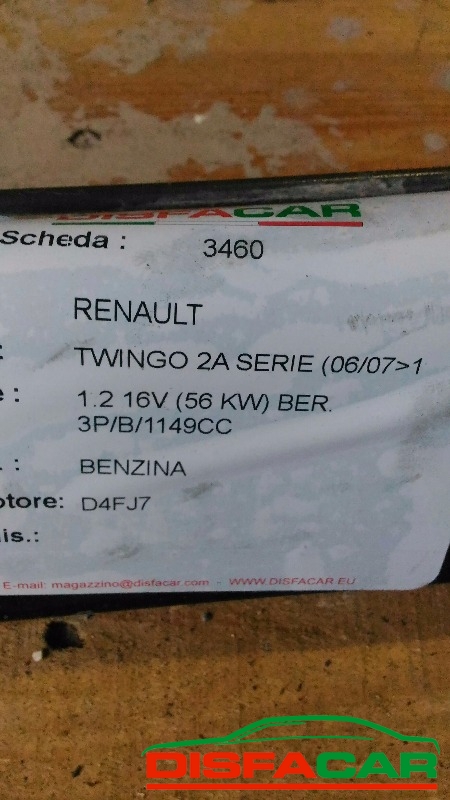 DISFACAR
Scheda : 3460
RENAULT
: TWINGO 2A SERIE (06/07>1
e : 1.2 16V (56 KW) BER.
3P/B/1149CC
. : BENZINA
otore: D4FJ7
is.:
E-mail: magazzino@disfacar.com - WWW.DISFACAR.EU
DISFACAR